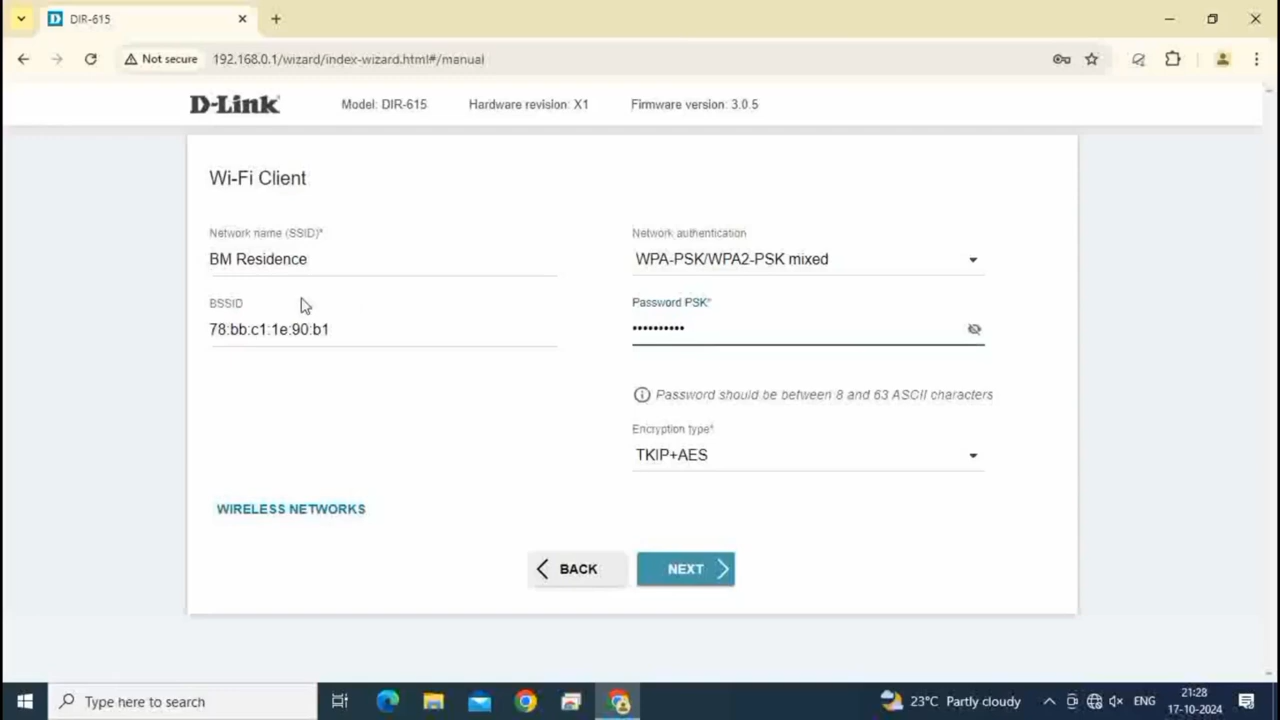 DIR-615
Not secure
192.168.0.1/wizard/index-wizard.html#/manual
D-Link
Model: DIR-615
Hardware revision: X1
Firmware version: 3.0.5
Wi-Fi Client
Network name (SSID)*
BM Residence
BSSID
78:bb:c1:1e:90:b1
Network authentication
WPA-PSK/WPA2-PSK mixed
Password PSK*
••••••••••
Password should be between 8 and 63 ASCII characters
Encryption type*
TKIP+AES
WIRELESS NETWORKS
BACK
NEXT
Type here to search
23°C Partly cloudy
ENG
21:28
17-10-2024